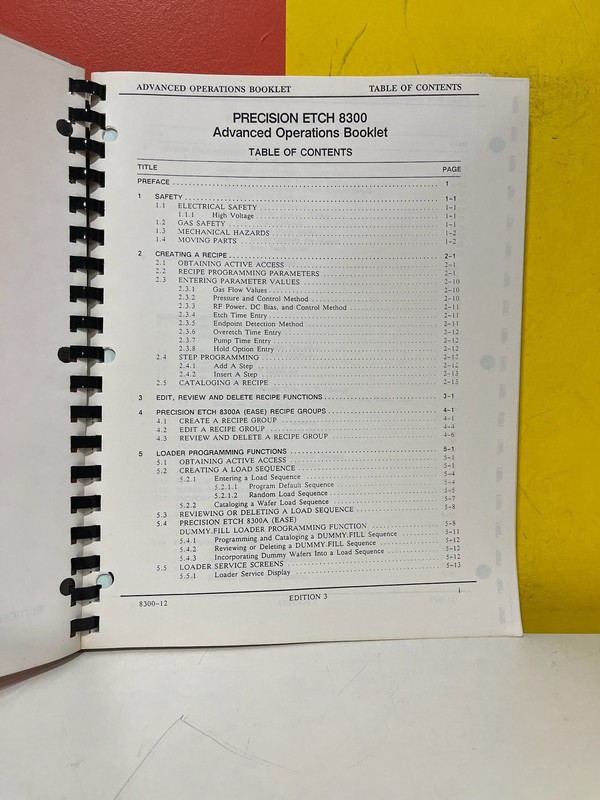 ADVANCED OPERATIONS BOOKLET TABLE OF CONTENTS
PRECISION ETCH 8300
Advanced Operations Booklet
TABLE OF CONTENTS
TITLE PAGE
PREFACE 1
1 SAFETY 1-1
1.1 ELECTRICAL SAFETY 1-1
1.1.1 High Voltage 1-1
1.2 GAS SAFETY 1-1
1.3 MECHANICAL HAZARDS 1-2
1.4 MOVING PARTS 1-2
2 CREATING A RECIPE 2-1
2.1 OBTAINING ACTIVE ACCESS 2-1
2.2 RECIPE PROGRAMMING PARAMETERS 2-1
2.3 ENTERING PARAMETER VALUES 2-10
2.3.1 Gas Flow Values 2-10
2.3.2 Pressure and Control Method 2-10
2.3.3 RF Power, DC Bias, and Control Method 2-11
2.3.4 Etch Time Entry 2-11
2.3.5 Endpoint Detection Method 2-11
2.3.6 Overetch Time Entry 2-12
2.3.7 Pump Time Entry 2-12
2.3.8 Hold Option Entry 2-12
2.4 STEP PROGRAMMING 2-12
2.4.1 Add A Step 2-12
2.4.2 Insert A Step 2-13
2.5 CATALOGING A RECIPE 2-13
3 EDIT, REVIEW AND DELETE RECIPE FUNCTIONS 3-1
4 PRECISION ETCH 8300A (EASE) RECIPE GROUPS 4-1
4.1 CREATE A RECIPE GROUP 4-1
4.2 EDIT A RECIPE GROUP 4-4
4.3 REVIEW AND DELETE A RECIPE GROUP 4-6
5 LOADER PROGRAMMING FUNCTIONS 5-1
5.1 OBTAINING ACTIVE ACCESS 5-1
5.2 CREATING A LOAD SEQUENCE 5-1
5.2.1 Entering a Load Sequence 5-4
5.2.1.1 Program Default Sequence 5-4
5.2.1.2 Random Load Sequence 5-5
5.2.2 Cataloging a Wafer Load Sequence 5-7
5.3 REVIEWING OR DELETING A LOAD SEQUENCE 5-8
5.4 PRECISION ETCH 8300A (EASE)
DUMMY.FILL LOADER PROGRAMMING FUNCTION 5-8
5.4.1 Programming and Cataloging a DUMMY.FILL Sequence 5-11
5.4.2 Reviewing or Deleting a DUMMY.FILL Sequence 5-12
5.4.3 Incorporating Dummy Wafers Into a Load Sequence 5-12
5.5 LOADER SERVICE SCREENS 5-12
5.5.1 Loader Service Display 5-13
8300-12 EDITION 3 i